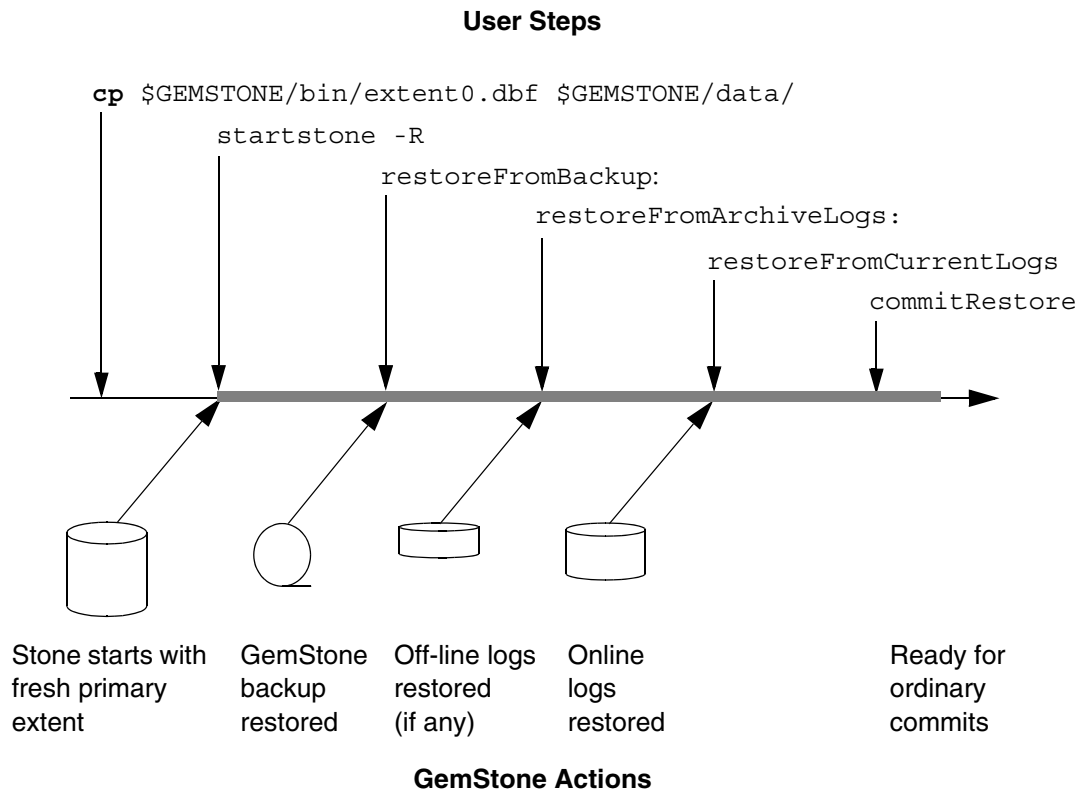 User Steps
cp $GEMSTONE/bin/extent0.dbf $GEMSTONE/data/
startstone -R
restoreFromBackup:
restoreFromArchiveLogs:
restoreFromCurrentLogs
commitRestore
Stone starts with
fresh primary
extent
GemStone
backup
restored
Off-line logs
restored
(if any)
Online
logs
restored
Ready for
ordinary
commits
GemStone Actions